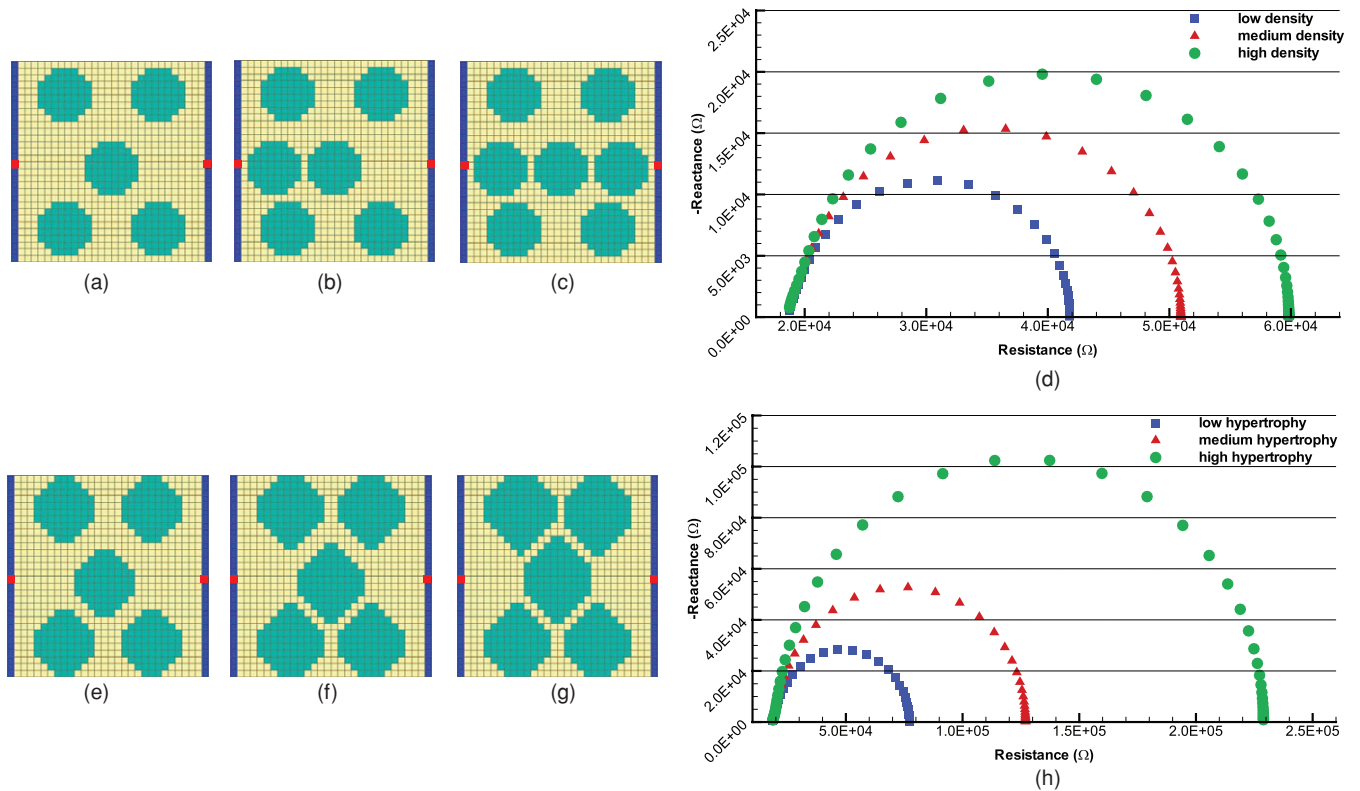 (a)
(b)
(c)
low density
medium density
high density
2.5E+04
2.0E+04
1.5E+04
1.0E+04
5.0E+03
0.0E+00
-Reactance (Ω)
2.0E+04 3.0E+04 4.0E+04 5.0E+04 6.0E+04
Resistance (Ω)
(d)
(e)
(f)
(g)
low hypertrophy
medium hypertrophy
high hypertrophy
1.2E+05
1.0E+05
8.0E+04
6.0E+04
4.0E+04
2.0E+04
0.0E+00
-Reactance (Ω)
5.0E+04 1.0E+05 1.5E+05 2.0E+05 2.5E+05
Resistance (Ω)
(h)